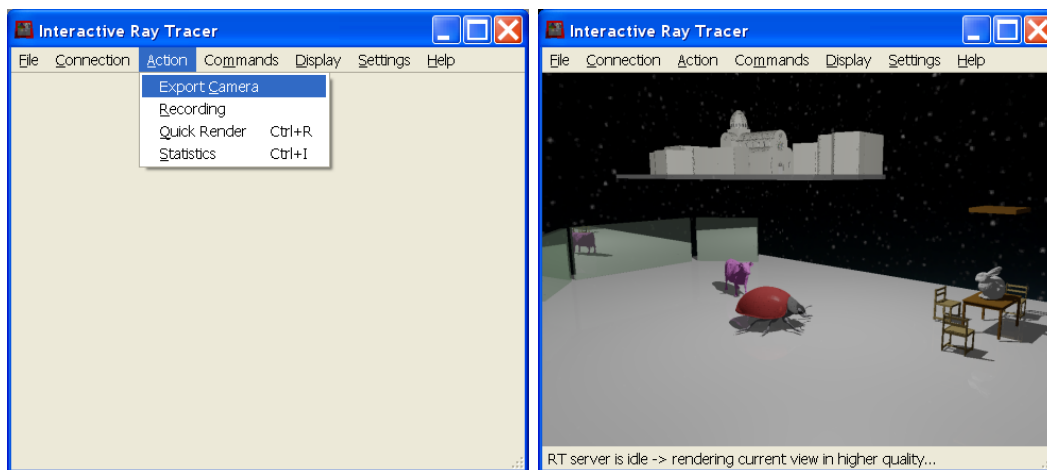 Interactive Ray Tracer
File Connection Action Commands Display Settings Help
Export Camera
Recording
Quick Render Ctrl+R
Statistics Ctrl+I
Interactive Ray Tracer
File Connection Action Commands Display Settings Help
RT server is idle -> rendering current view in higher quality...